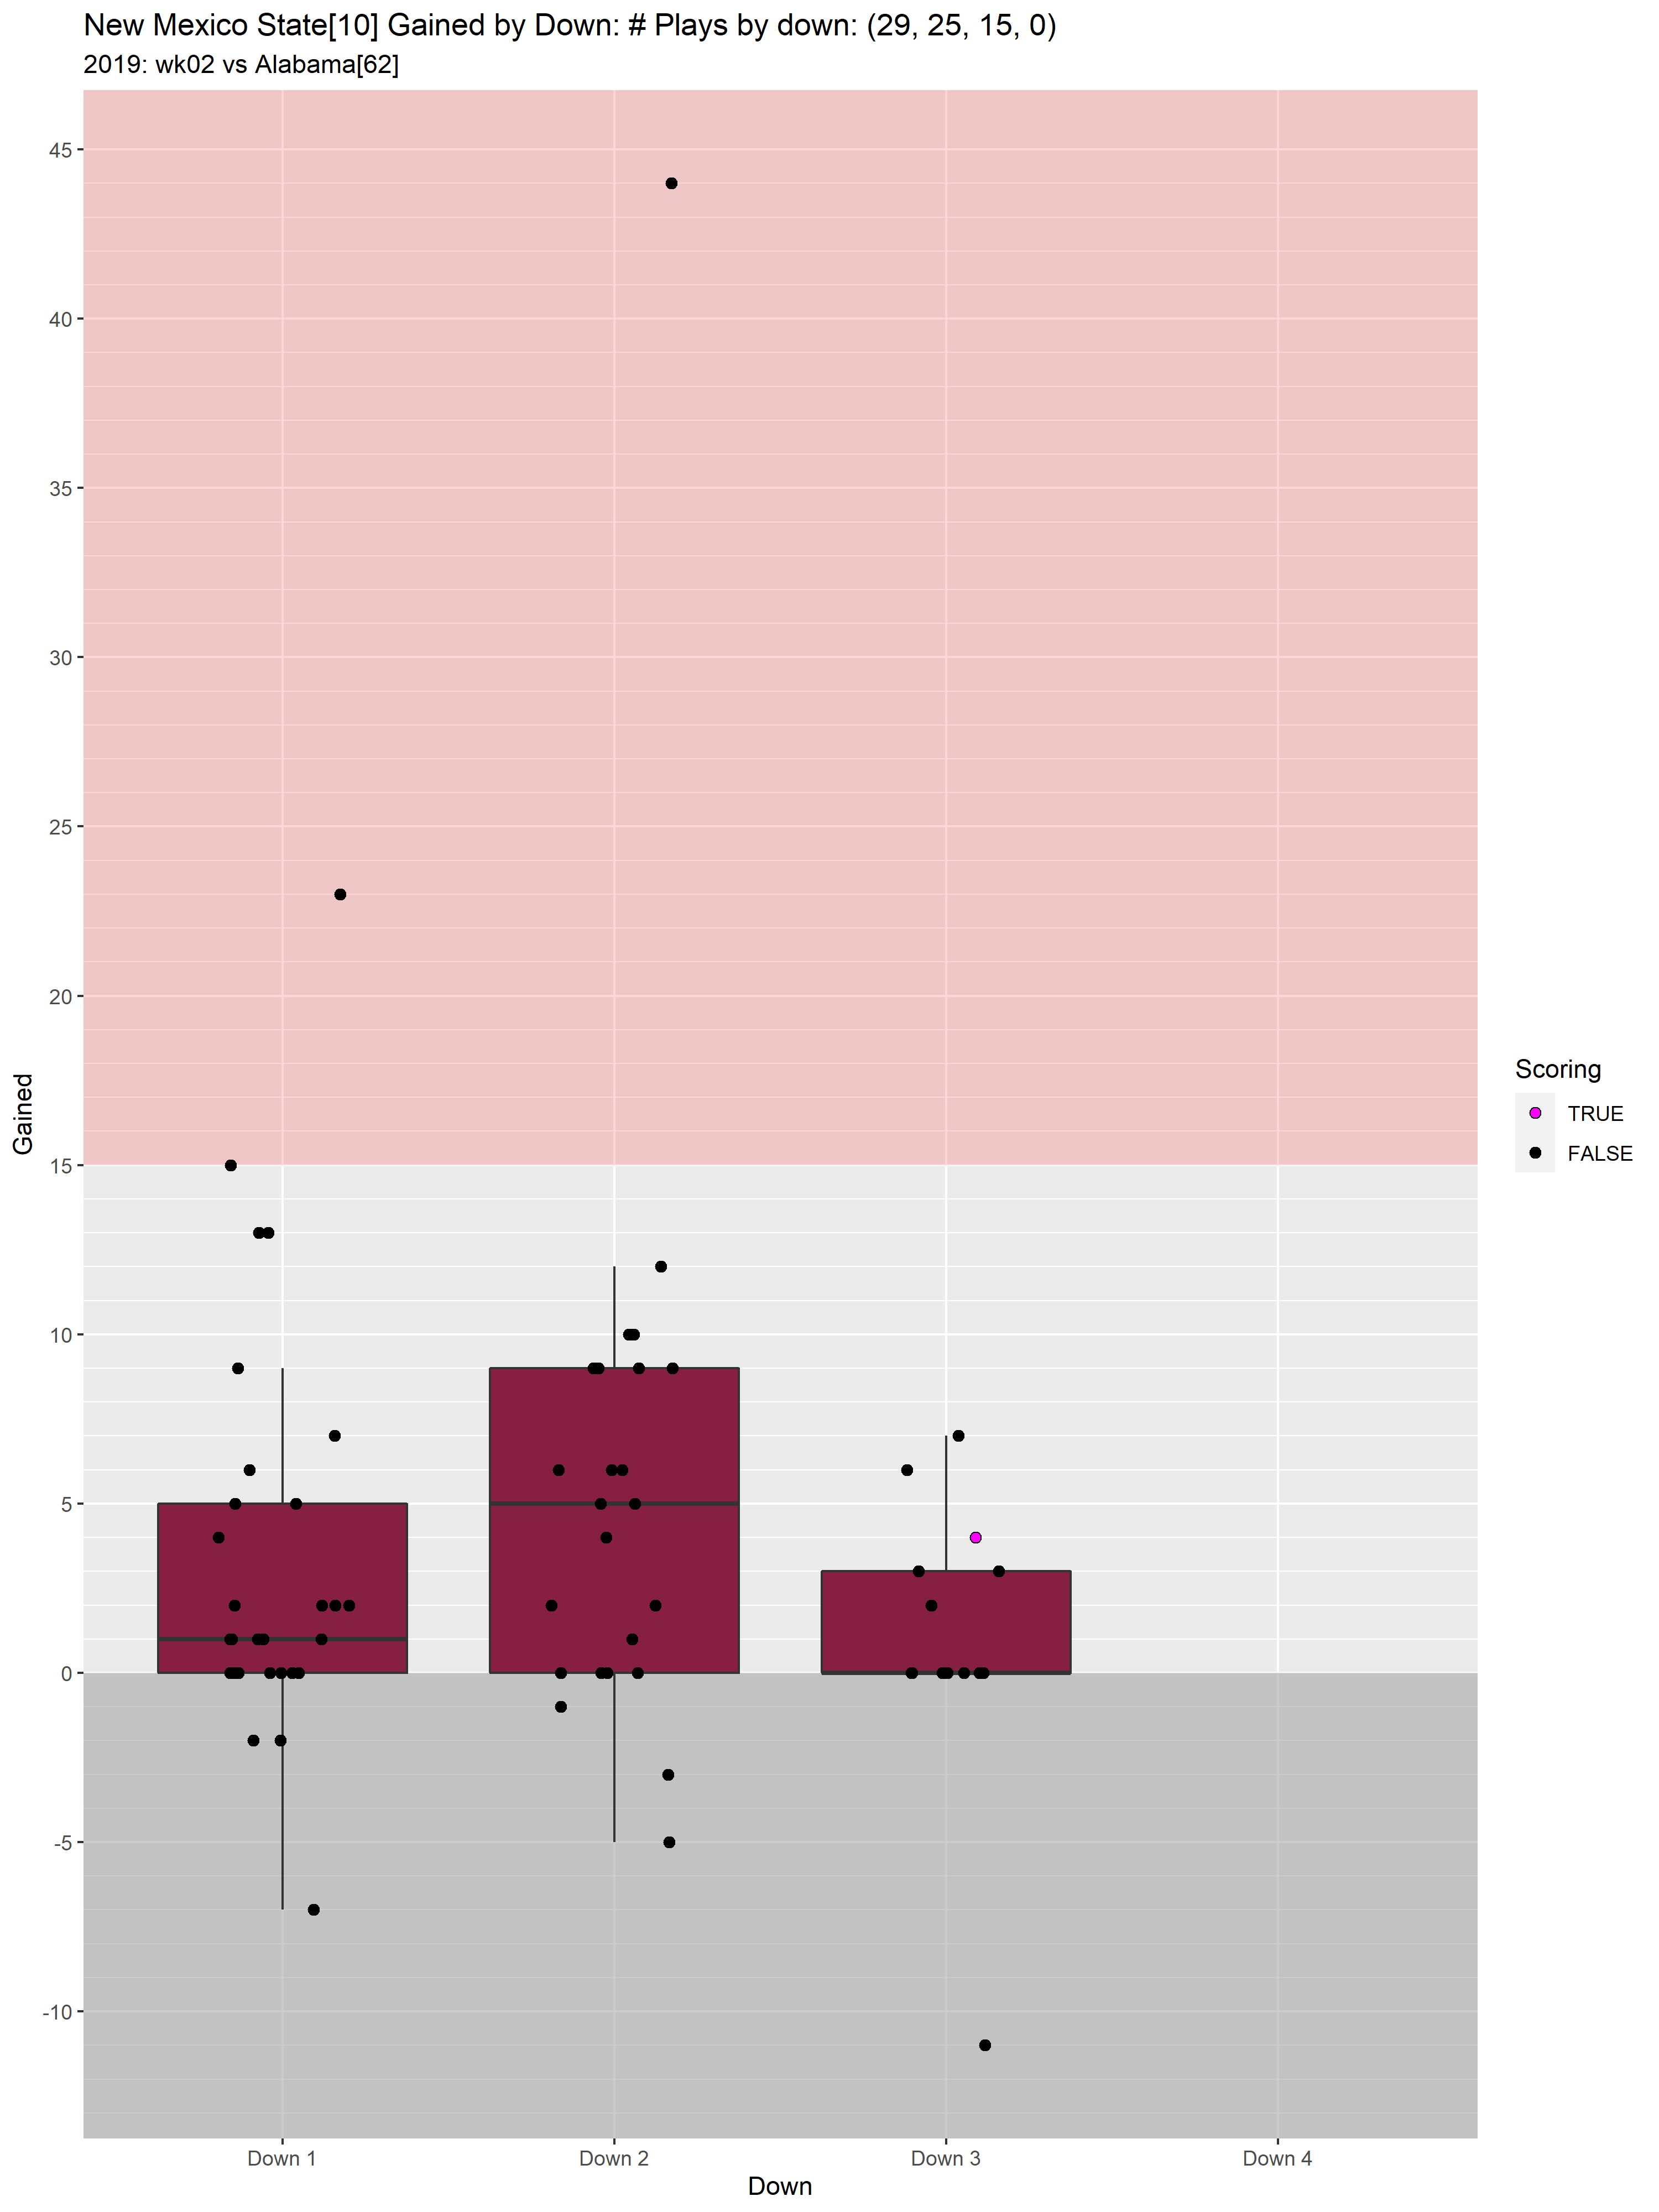 New Mexico State[10] Gained by Down: # Plays by down: (29, 25, 15, 0)
2019: wk02 vs Alabama[62]
45
40
35
30
25
20
15
10
5
0
-5
-10
Gained
Down 1
Down 2
Down 3
Down 4
Down
Scoring
TRUE
FALSE